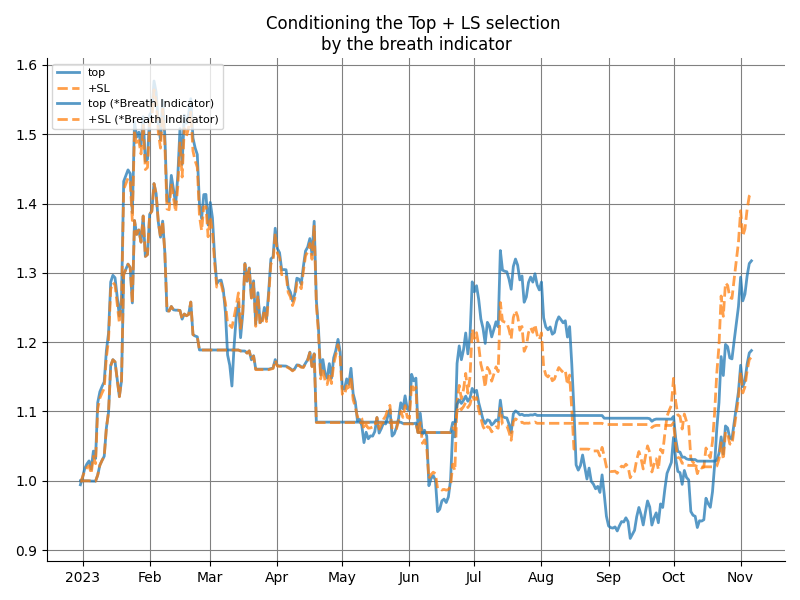 Conditioning the Top + LS selection
by the breath indicator
1.6
top
+SL
top (*Breath Indicator)
+SL (*Breath Indicator)
1.5
1.4
1.3
1.2
1.1
1.0
0.9
2023 Feb Mar Apr May Jun Jul Aug Sep Oct Nov